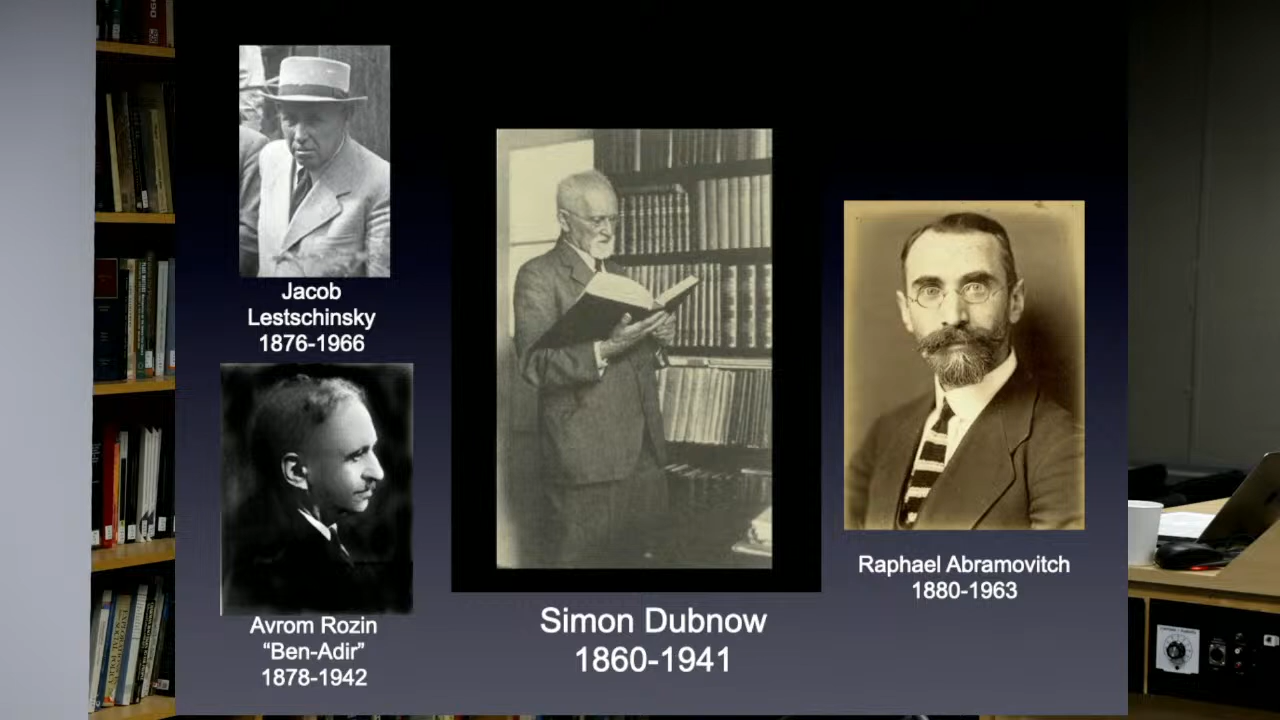 Jacob
Lestschinsky
1876-1966
Avrom Rozin
“Ben-Adir”
1878-1942
Simon Dubnow
1860-1941
Raphael Abramovitch
1880-1963